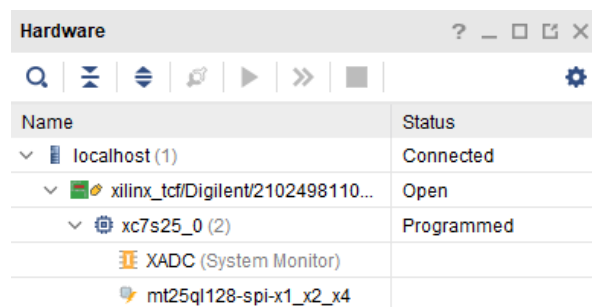 Hardware
Name Status
localhost (1) Connected
xilinx_tcf/Digilent/2102498110... Open
xc7s25_0 (2) Programmed
XADC (System Monitor)
mt25ql128-spi-x1_x2_x4